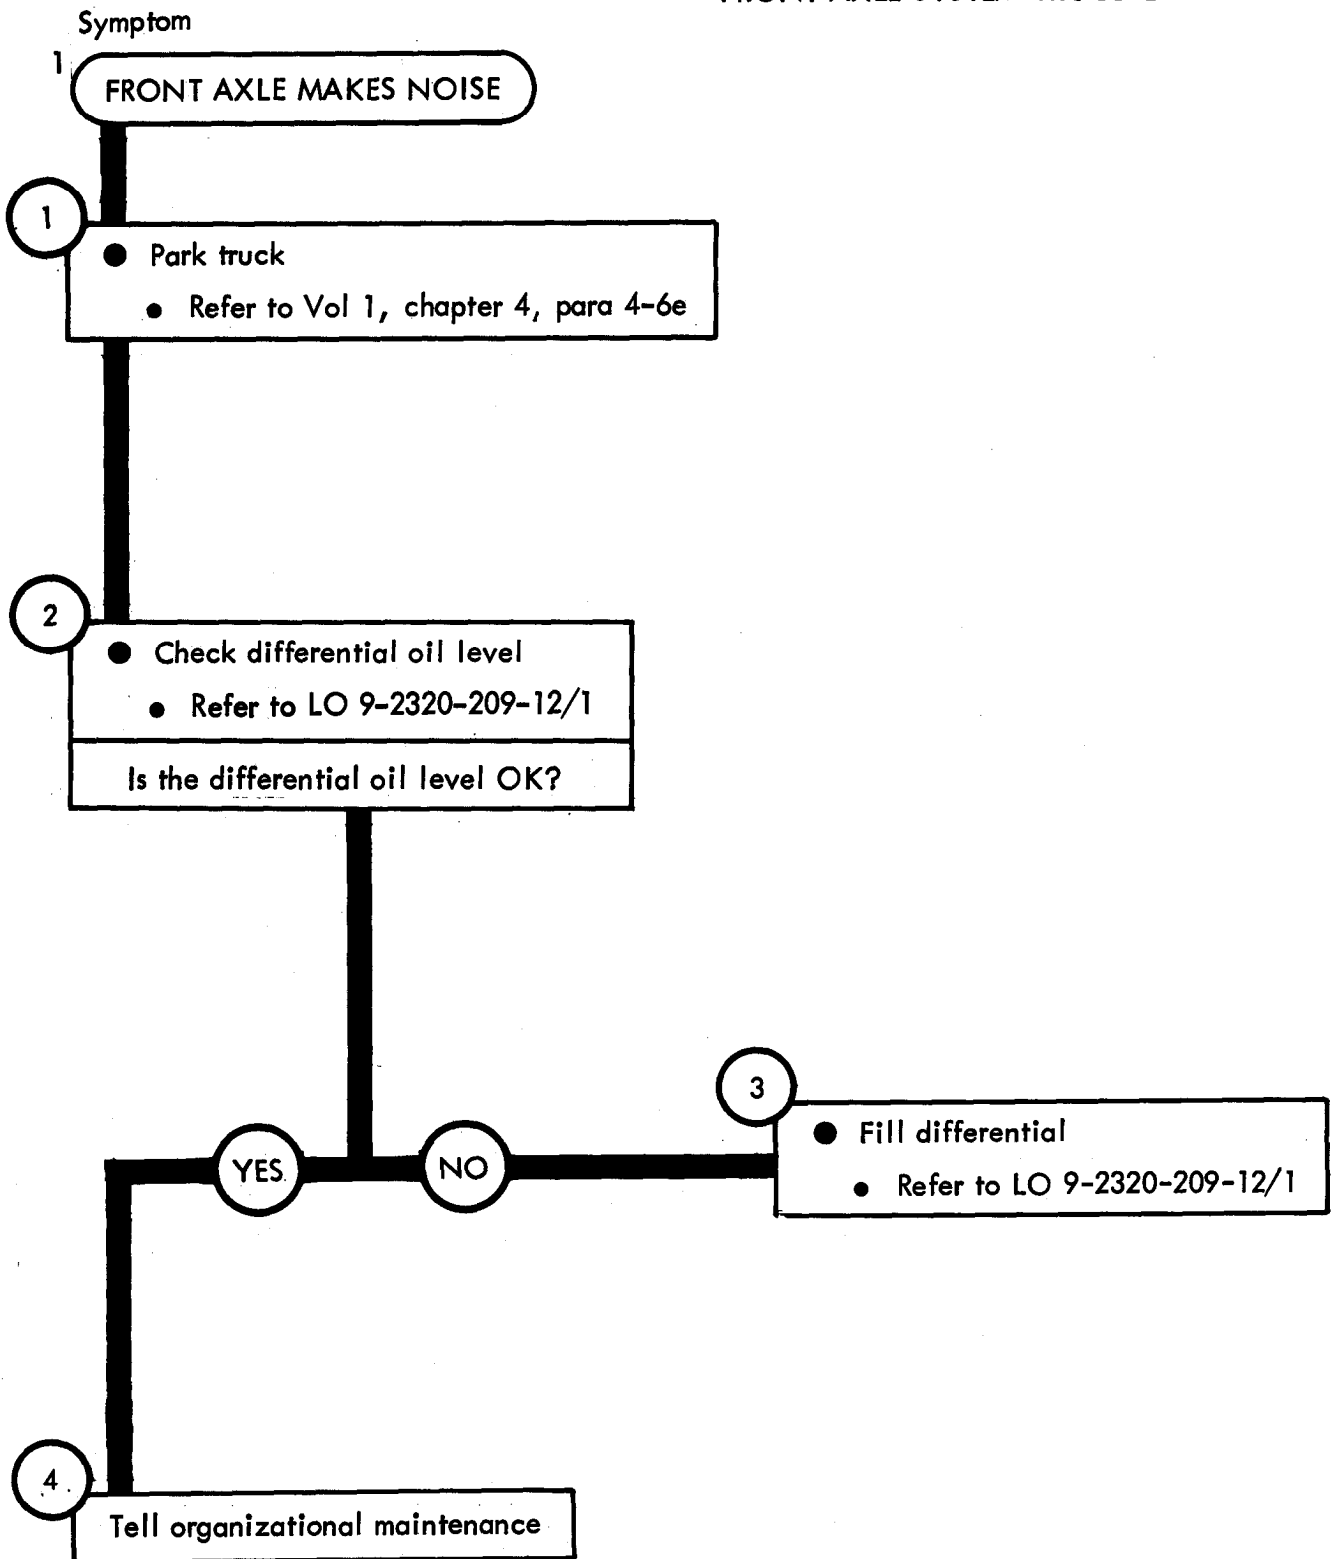 Symptom
1
FRONT AXLE MAKES NOISE
1
● Park truck
● Refer to Vol 1, chapter 4, para 4-6e
2
● Check differential oil level
● Refer to LO 9-2320-209-12/1
Is the differential oil level OK?
YES
NO
3
● Fill differential
● Refer to LO 9-2320-209-12/1
4
Tell organizational maintenance